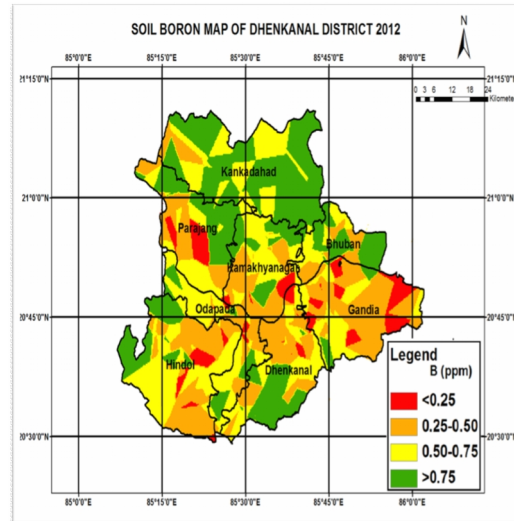 SOIL BORON MAP OF DHENKANAL DISTRICT 2012
N
85°0'0"E 85°15'0"E 85°30'0"E 85°45'0"E 86°0'0"E
21°15'0"N 21°15'0"N
0 3 6 12 18 24
Kilomete
Kankadahad
21°0'0"N 21°0'0"N
Parajang
Bhuban
Kamakhyanagar
Odapada
Gandia
20°45'0"N 20°45'0"N
Hindol
Dhenkanal
Legend
B (ppm)
<0.25
0.25-0.50
0.50-0.75
>0.75
20°30'0"N 20°30'0"N
85°0'0"E 85°15'0"E 85°30'0"E 85°45'0"E 86°0'0"E